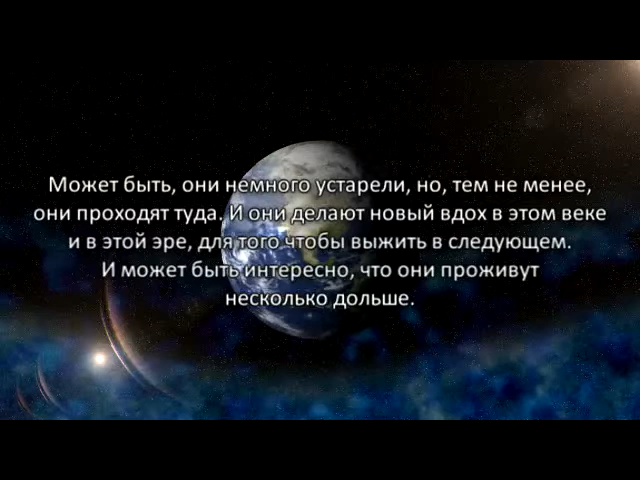 Может быть, они немного устарели, но, тем не менее,
они проходят туда. И они делают новый вдох в этом веке
и в этой эре, для того чтобы выжить в следующем.
И может быть интересно, что они проживут
несколько дольше.